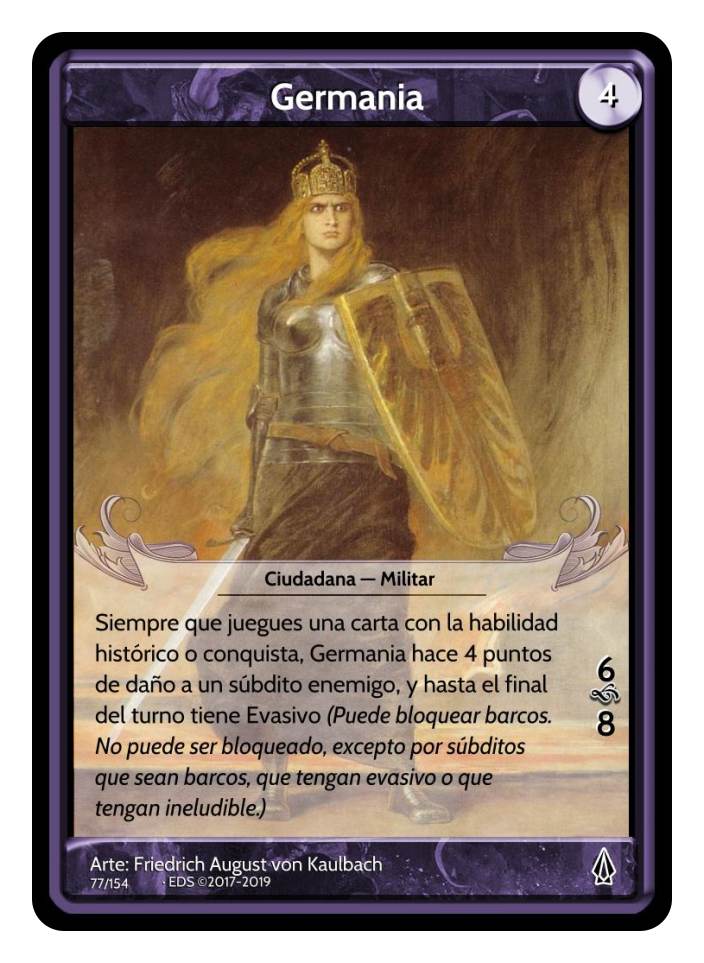 Germania
4
Ciudadana — Militar
Siempre que juegues una carta con la habilidad
histórico o conquista, Germania hace 4 puntos
de daño a un súbdito enemigo, y hasta el final
del turno tiene Evasivo (Puede bloquear barcos.
No puede ser bloqueado, excepto por súbditos
que sean barcos, que tengan evasivo o que
tengan ineludible.)
6
8
Arte: Friedrich August von Kaulbach
77/154 · EDS ©2017-2019